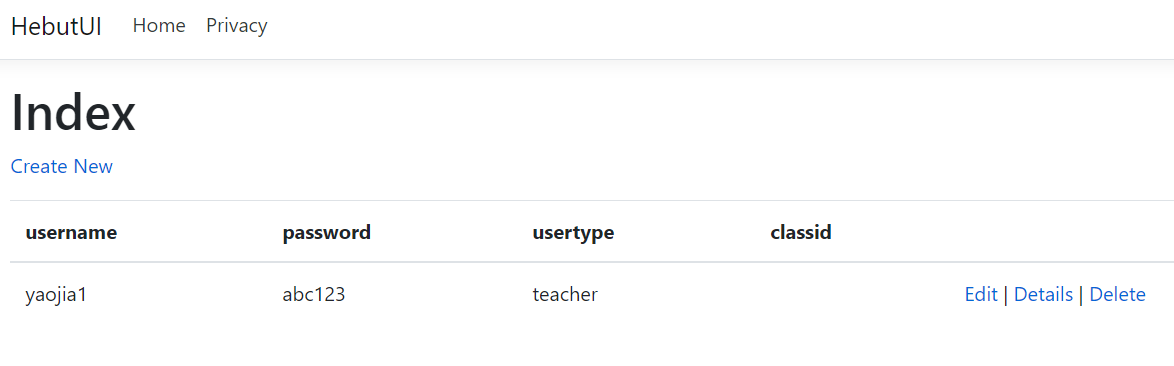 HebutUI Home Privacy
Index
Create New
username password usertype classid
yaojia1 abc123 teacher Edit | Details | Delete